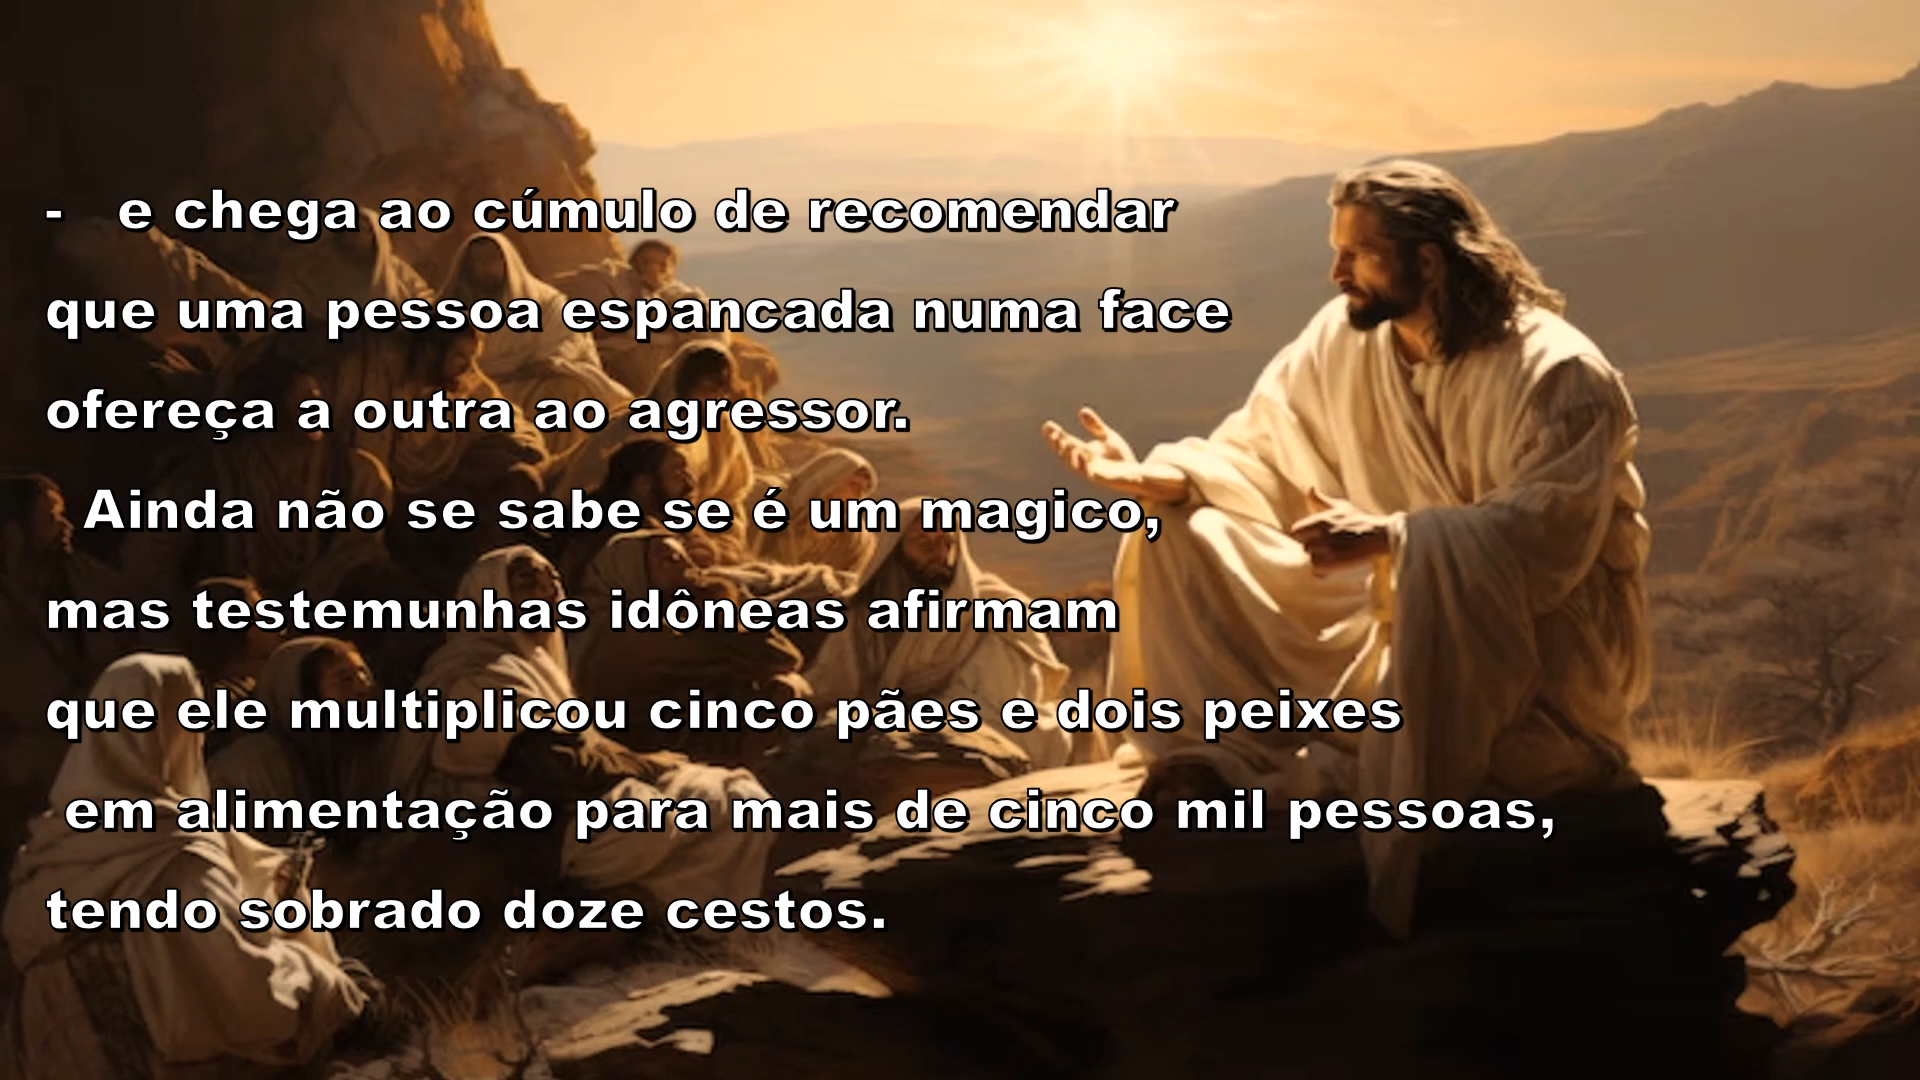 -   e chega ao cúmulo de recomendar
que uma pessoa espancada numa face
ofereça a outra ao agressor.
Ainda não se sabe se é um magico,
mas testemunhas idôneas afirmam
que ele multiplicou cinco pães e dois peixes
em alimentação para mais de cinco mil pessoas,
tendo sobrado doze cestos.